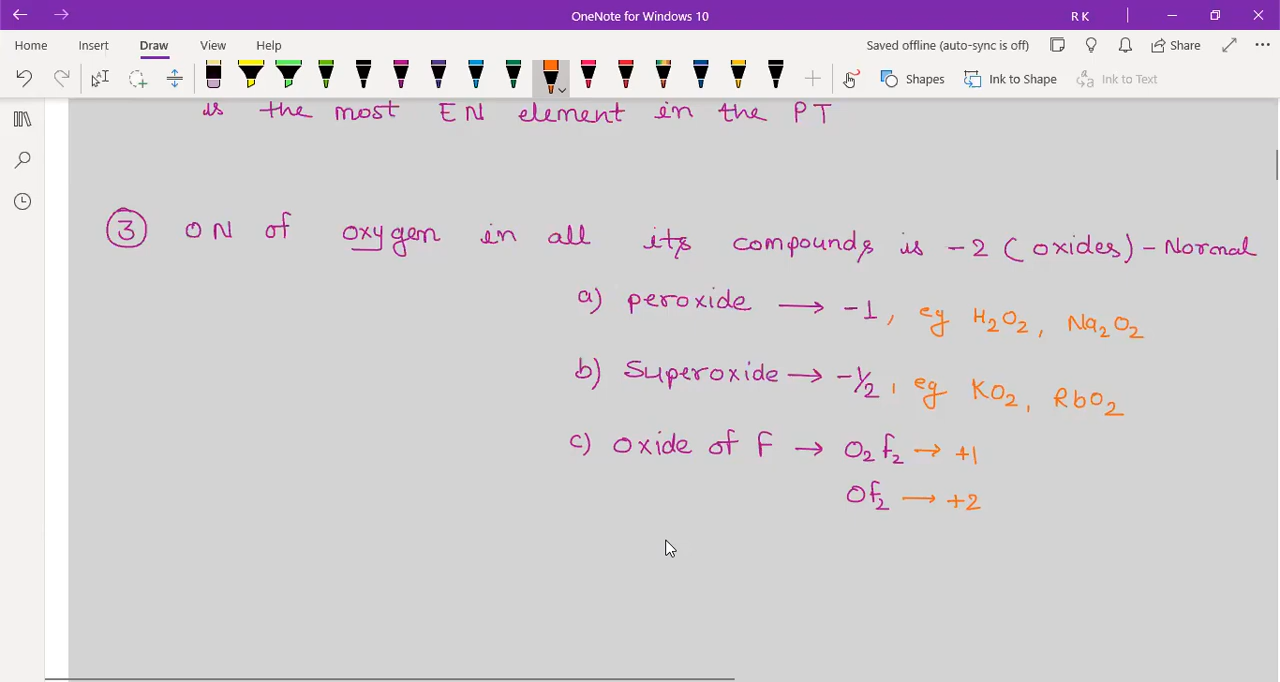 OneNote for Windows 10
R K
Home Insert Draw View Help
Saved offline (auto-sync is off) Share
Shapes Ink to Shape Ink to Text
is the most EN element in the PT
3 ON of oxygen in all its compounds is -2 (oxides) - Normal
a) peroxide → -1, eg H₂O₂, Na₂O₂
b) Superoxide → -1/2, eg KO₂, RbO₂
c) Oxide of F → O₂f₂ → +1
Of₂ → +2